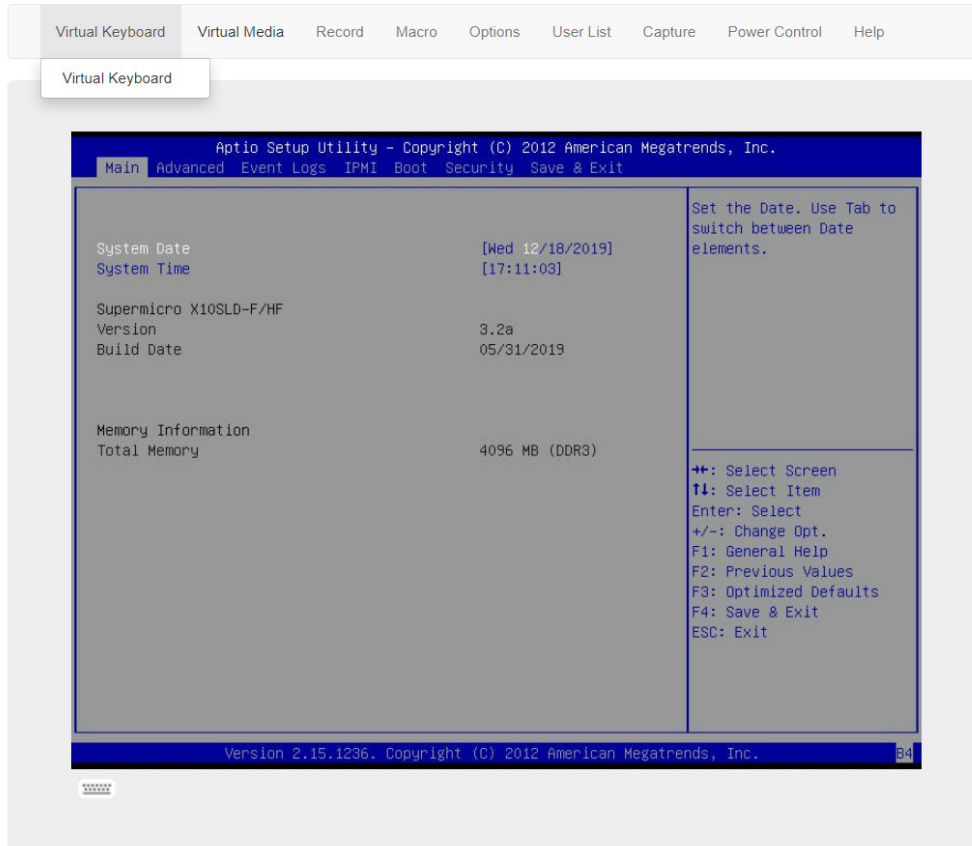 Virtual Keyboard Virtual Media Record Macro Options User List Capture Power Control Help
Virtual Keyboard
Aptio Setup Utility – Copyright (C) 2012 American Megatrends, Inc.
Main Advanced Event Logs IPMI Boot Security Save & Exit
Set the Date. Use Tab to
switch between Date
elements.
System Date [Wed 12/18/2019]
System Time [17:11:03]
Supermicro X10SLD-F/HF
Version 3.2a
Build Date 05/31/2019
Memory Information
Total Memory 4096 MB (DDR3)
→←: Select Screen
↑↓: Select Item
Enter: Select
+/-: Change Opt.
F1: General Help
F2: Previous Values
F3: Optimized Defaults
F4: Save & Exit
ESC: Exit
Version 2.15.1236. Copyright (C) 2012 American Megatrends, Inc.
B4